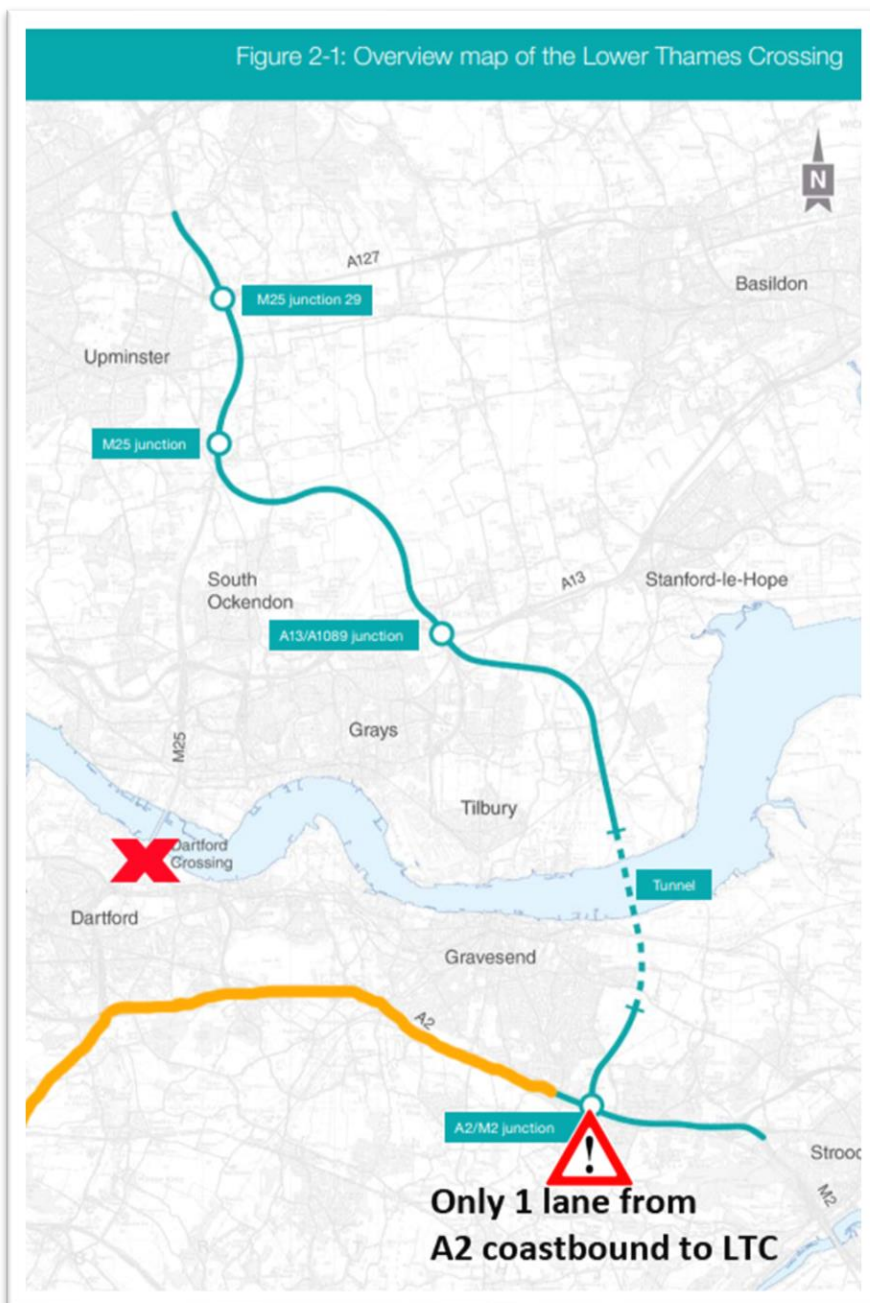 Figure 2-1: Overview map of the Lower Thames Crossing
N
A127
Basildon
M25 junction 29
Upminster
M25 junction
South
Ockendon
A13
Stanford-le-Hope
A13/A1089 junction
M25
Grays
Tilbury
Dartford
Crossing
Tunnel
Dartford
Gravesend
A2
A2/M2 junction
!
Strood
M2
Only 1 lane from
A2 coastbound to LTC